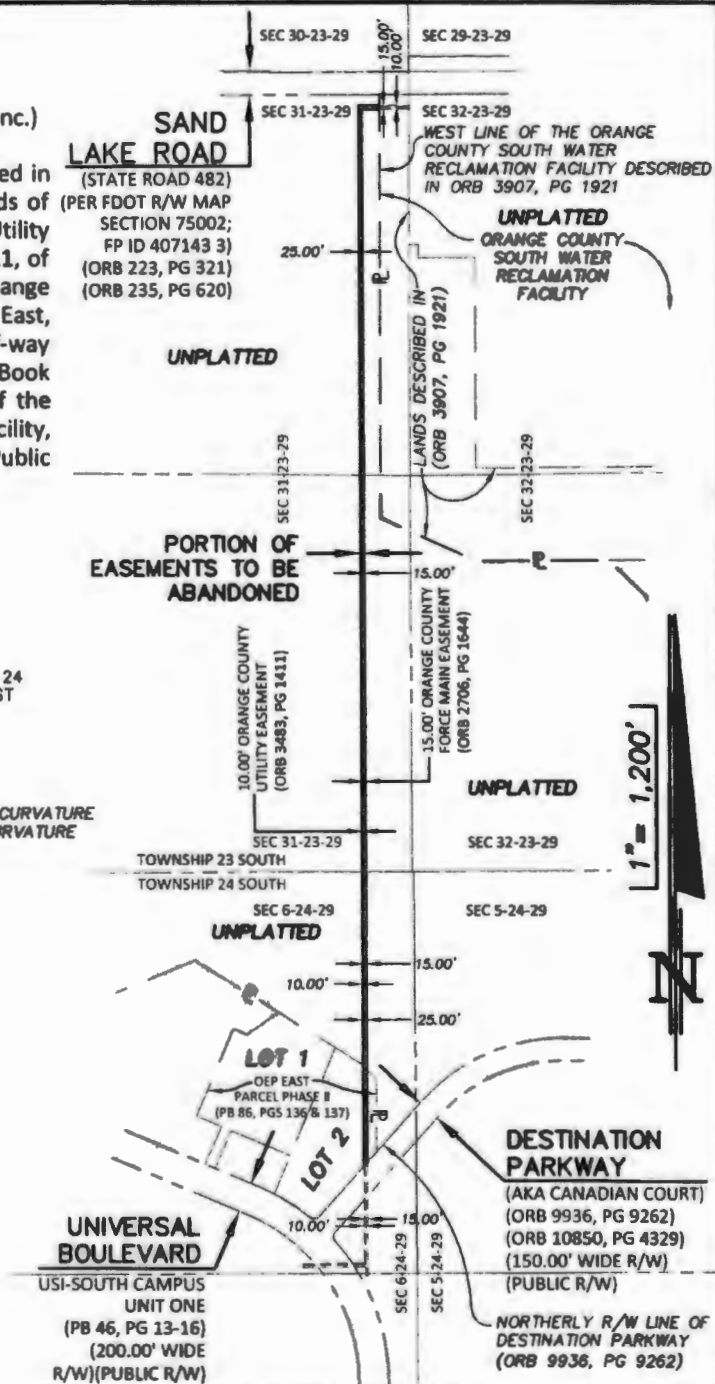 SEC 30-23-29
SEC 29-23-29
15.00'
10.00'
SEC 31-23-29
SEC 32-23-29
nc.)
ed in
ds of
Utility
1, of
ange
East,
-way
Book
f the
cility,
Public
SAND
LAKE ROAD
(STATE ROAD 482)
(PER FDOT R/W MAP
SECTION 75002;
FP ID 407143 3)
(ORB 223, PG 321)
(ORB 235, PG 620)
WEST LINE OF THE ORANGE
COUNTY SOUTH WATER
RECLAMATION FACILITY DESCRIBED
IN ORB 3907, PG 1921
UNPLATTED
ORANGE COUNTY
SOUTH WATER
RECLAMATION
FACILITY
25.00'
PL
UNPLATTED
LANDS DESCRIBED IN
(ORB 3907, PG 1921)
SEC 31-23-29
SEC 32-23-29
PORTION OF
EASEMENTS TO BE
ABANDONED
PL
15.00'
10.00' ORANGE COUNTY
UTILITY EASEMENT
(ORB 3483, PG 1411)
15.00' ORANGE COUNTY
FORCE MAIN EASEMENT
(ORB 2706, PG 1644)
24
ST
CURVATURE
RVATURE
UNPLATTED
1"= 1,200'
N
SEC 31-23-29
SEC 32-23-29
TOWNSHIP 23 SOUTH
TOWNSHIP 24 SOUTH
SEC 6-24-29
SEC 5-24-29
UNPLATTED
15.00'
10.00'
25.00'
PL
LOT 1
OEP EAST
PARCEL PHASE II
(PB 86, PGS 136 & 137)
PL
LOT 2
DESTINATION
PARKWAY
(AKA CANADIAN COURT)
(ORB 9936, PG 9262)
(ORB 10850, PG 4329)
(150.00' WIDE R/W)
(PUBLIC R/W)
10.00'
15.00'
SEC 6-24-29
SEC 5-24-29
UNIVERSAL
BOULEVARD
USI-SOUTH CAMPUS
UNIT ONE
(PB 46, PG 13-16)
(200.00' WIDE
R/W)(PUBLIC R/W)
NORTHERLY R/W LINE OF
DESTINATION PARKWAY
(ORB 9936, PG 9262)